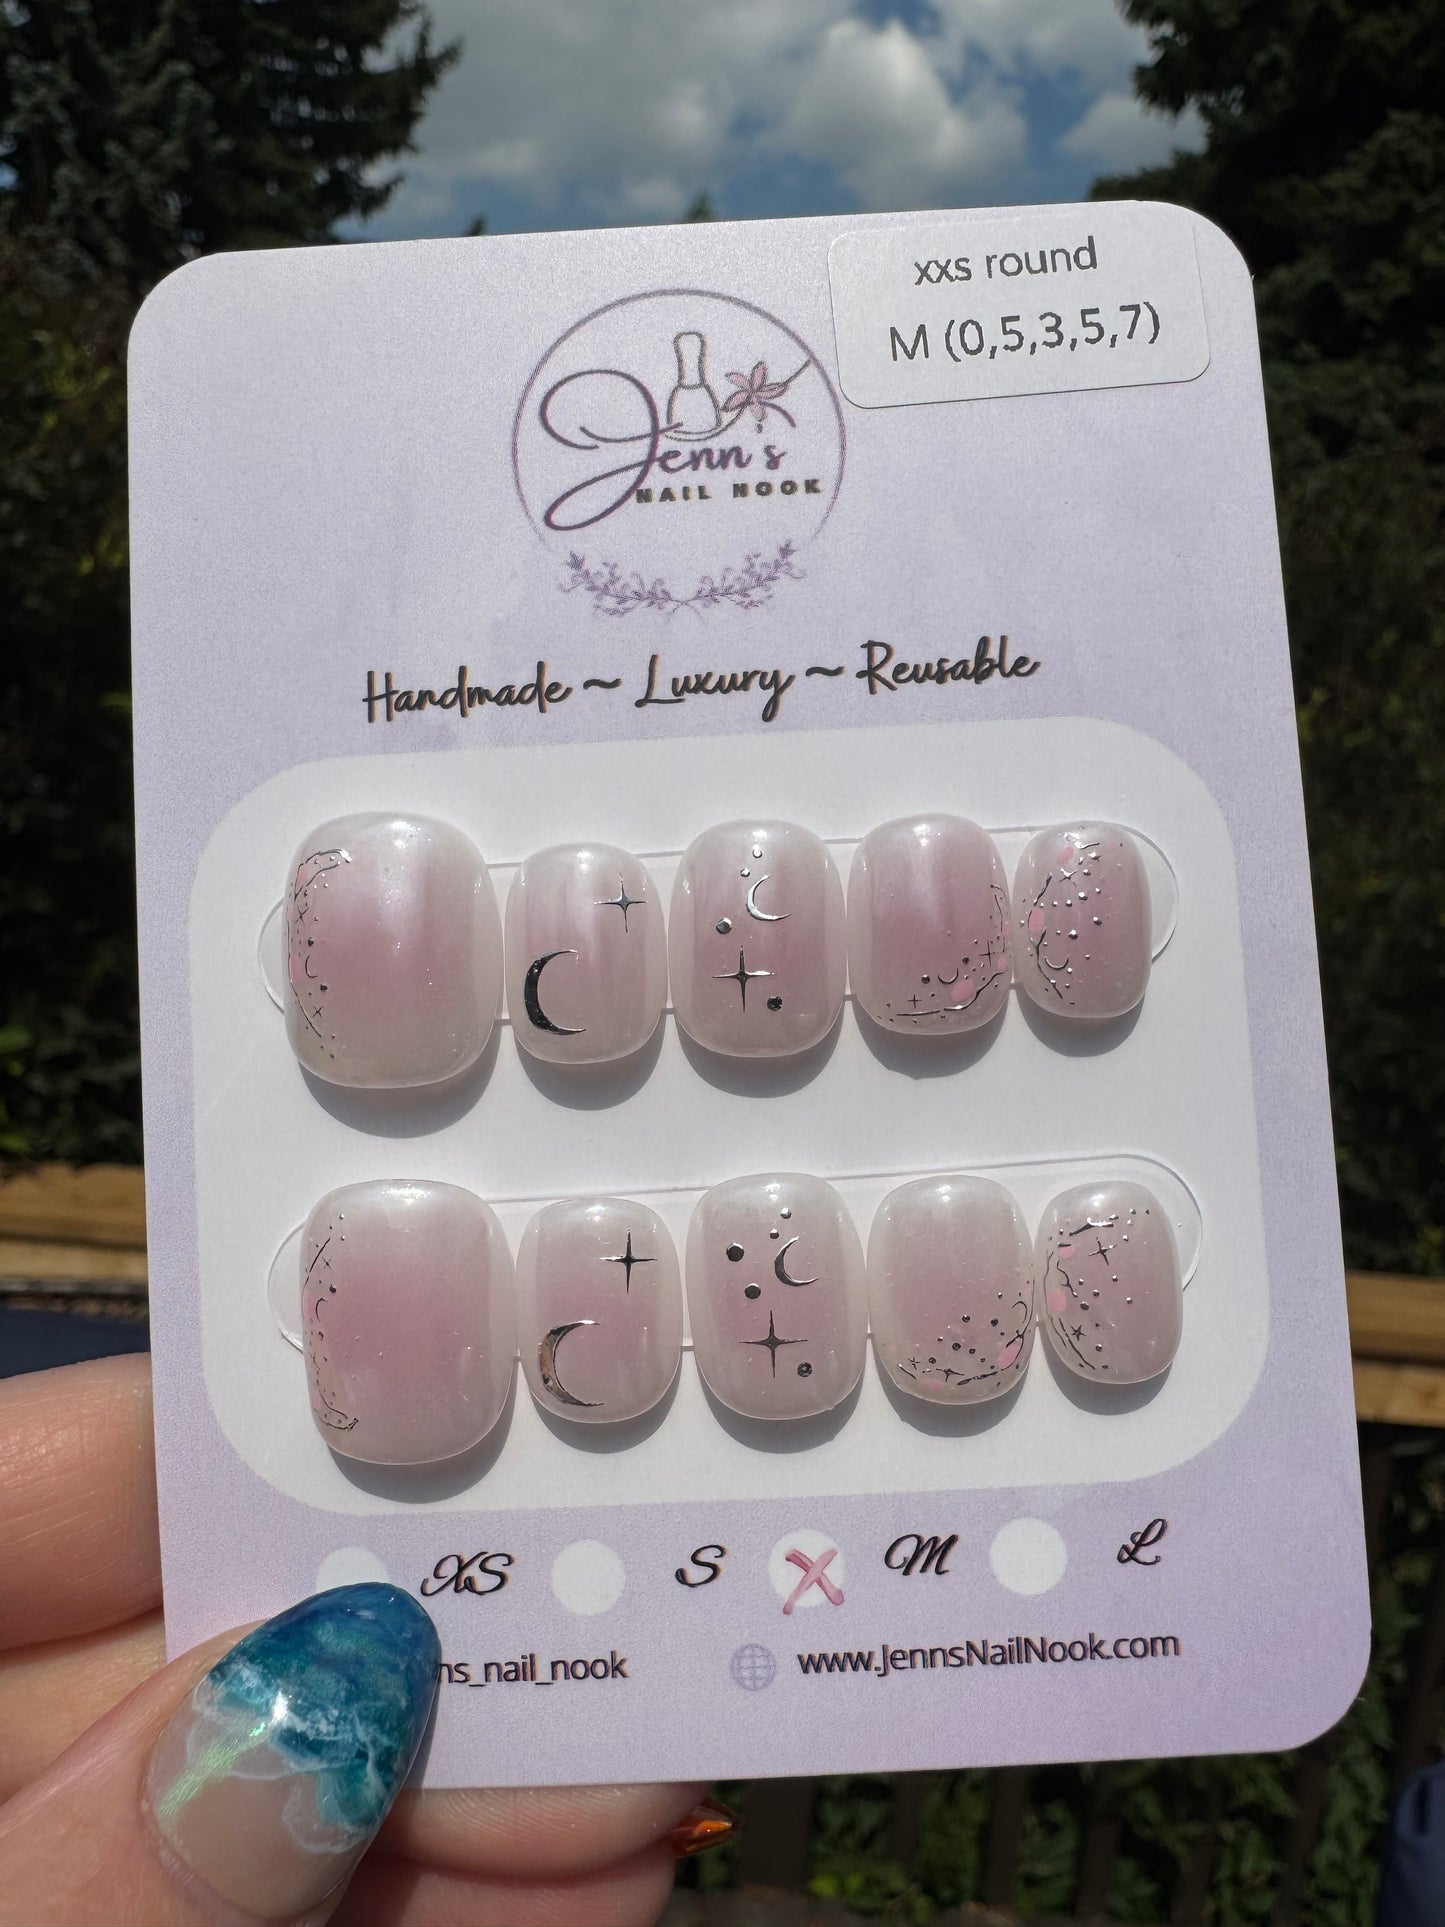 xxs round
M (0,5,3,5,7)
Jenn's
NAIL NOOK
Handmade ~ Luxury ~ Reusable
XS S M L
ns_nail_nook www.JennsNailNook.com